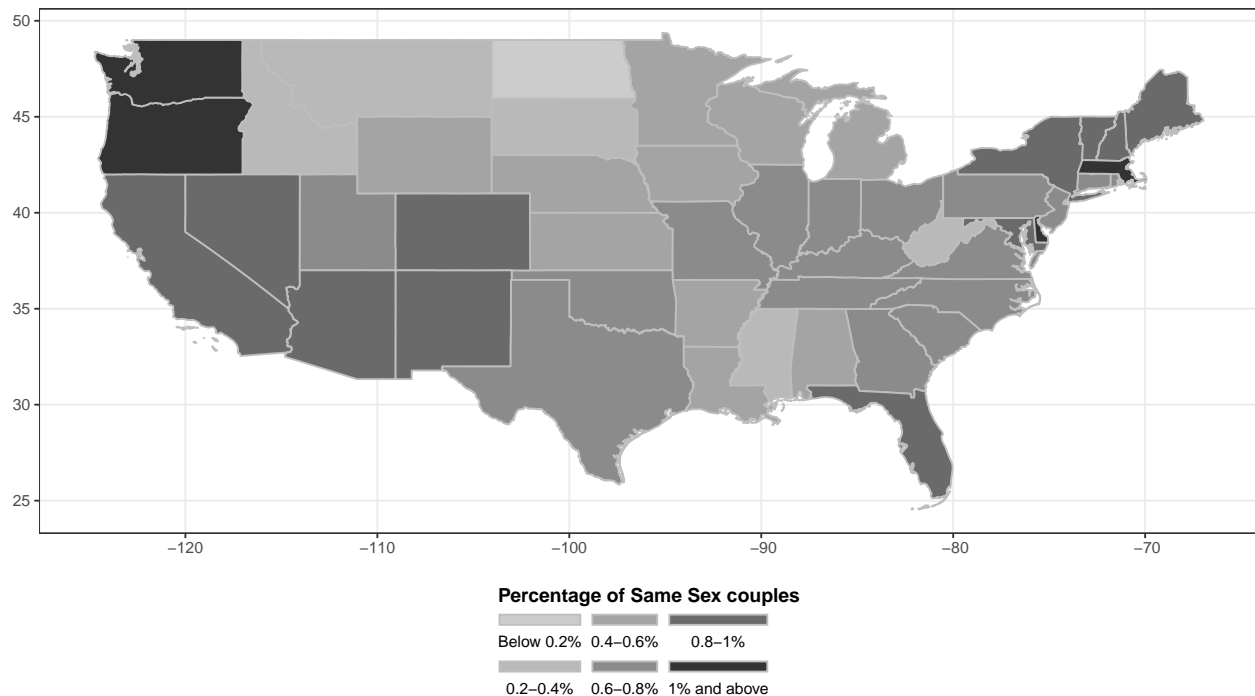 50
45
40
35
30
25
−120 −110 −100 −90 −80 −70
Percentage of Same Sex couples
Below 0.2% 0.4−0.6% 0.8−1%
0.2−0.4% 0.6−0.8% 1% and above